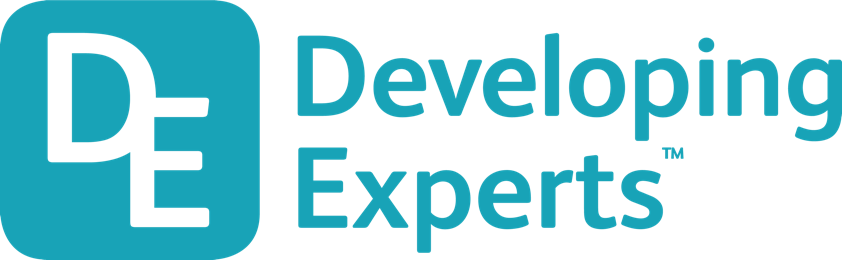 DE
Developing
Experts™